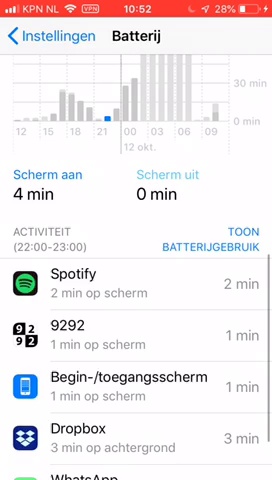 KPN NL VPN 10:52 28%
Instellingen Batterij
30 min
0 min
12 15 18 21 00 03 06 09
12 okt.
Scherm aan Scherm uit
4 min 0 min
ACTIVITEIT TOON
(22:00-23:00) BATTERIJGEBRUIK
Spotify
2 min op scherm 2 min
9292
1 min op scherm 1 min
Begin-/toegangsscherm
1 min op scherm 1 min
Dropbox
3 min op achtergrond 3 min
WhatsApp